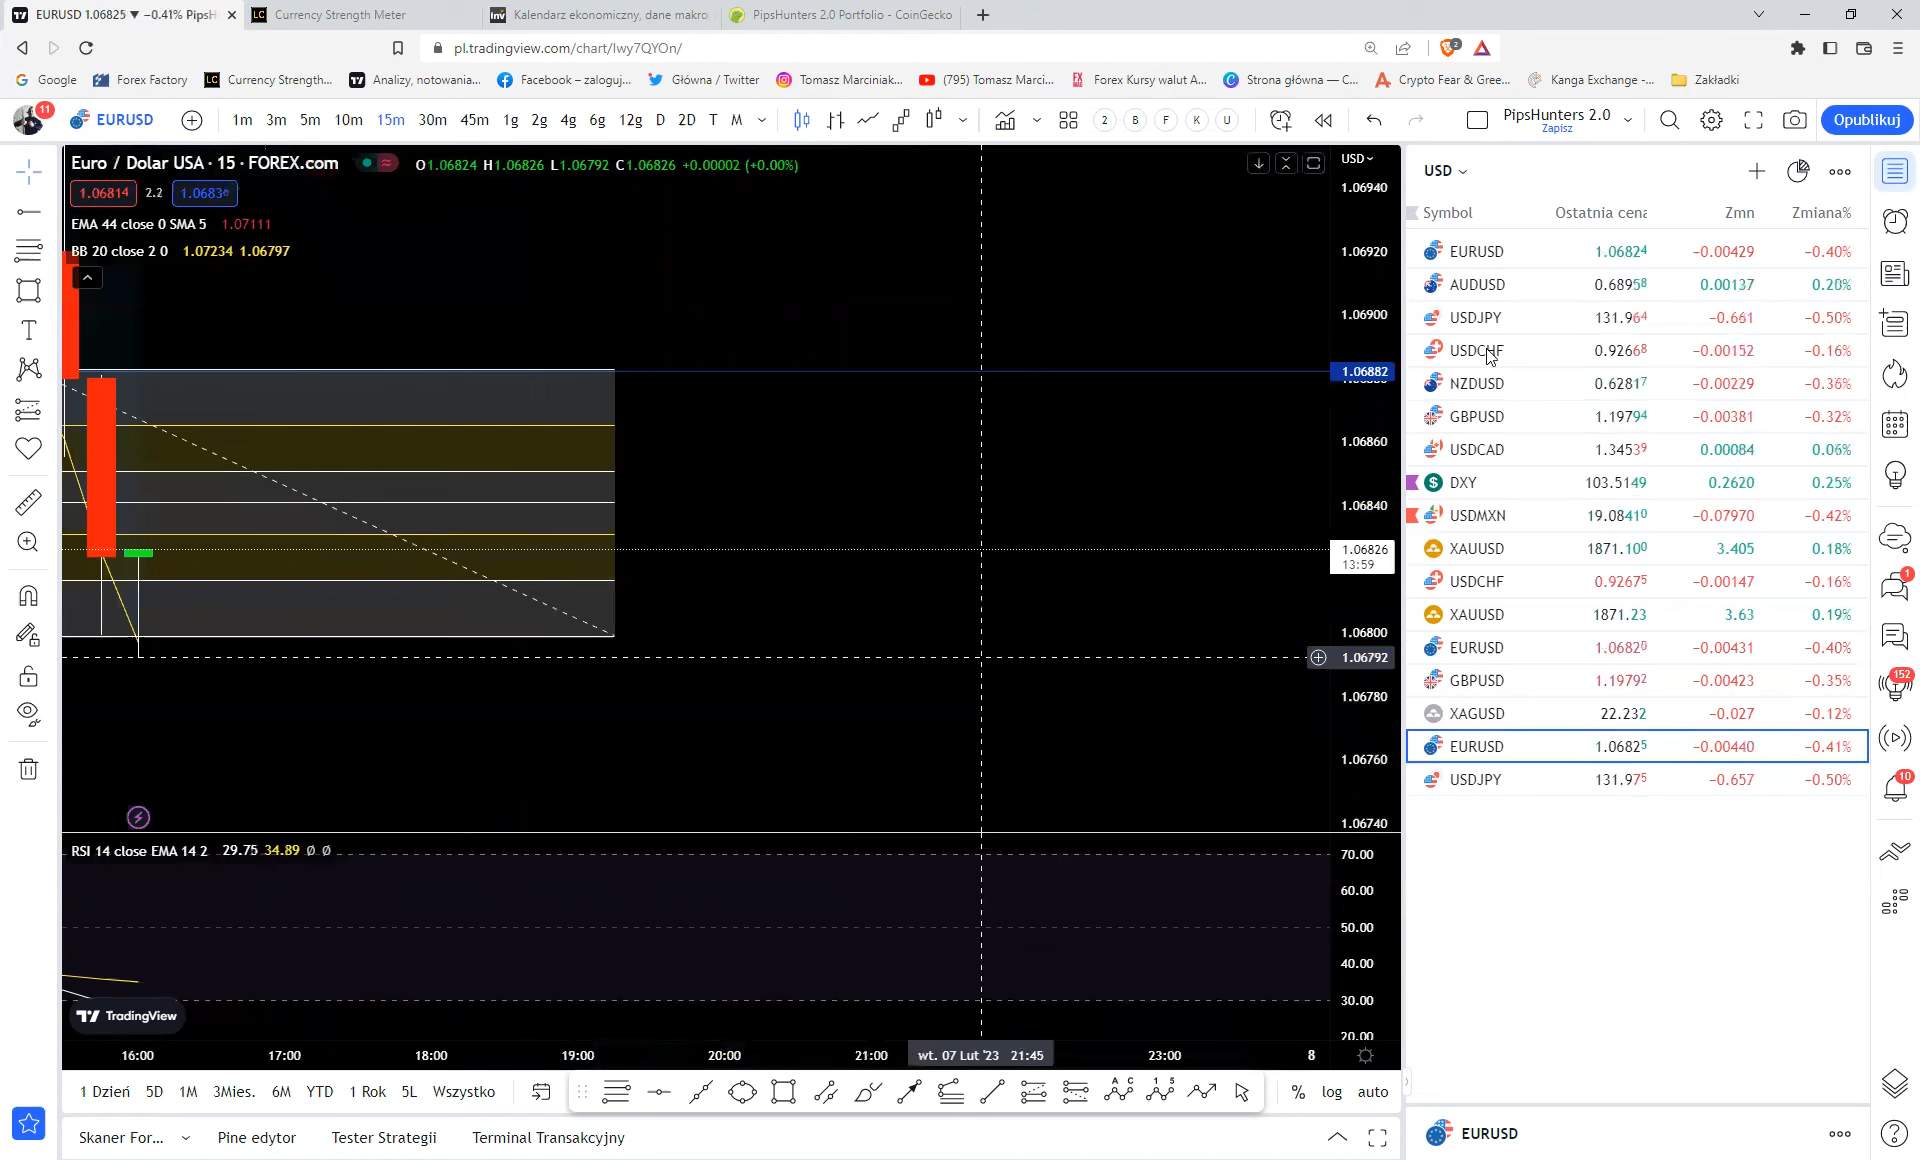 EURUSD 1.06825 ▼ −0.41% PipsH
Currency Strength Meter
Kalendarz ekonomiczny, dane makro,
PipsHunters 2.0 Portfolio - CoinGecko
pl.tradingview.com/chart/Iwy7QYOn/
2
Google
Forex Factory
Currency Strength...
Analizy, notowania...
Facebook – zaloguj...
Główna / Twitter
Tomasz Marciniak...
(795) Tomasz Marci...
Forex Kursy walut A...
Strona główna — C...
Crypto Fear & Gree...
Kanga Exchange -...
Zakładki
11
EURUSD
1m 3m 5m 10m 15m 30m 45m 1g 2g 4g 6g 12g D 2D T M
2 B F K U
PipsHunters 2.0
Zapisz
Opublikuj
Euro / Dolar USA · 15 · FOREX.com
O1.06824 H1.06826 L1.06792 C1.06826 +0.00002 (+0.00%)
1.06814 2.2 1.0683
EMA 44 close 0 SMA 5 1.07111
BB 20 close 2 0 1.07234 1.06797
USD
1.06940
1.06920
1.06900
1.06882
1.06860
1.06840
1.06826
13:59
1.06800
1.06792
1.06780
1.06760
1.06740
RSI 14 close EMA 14 2 29.75 34.89 Ø Ø
70.00
60.00
50.00
40.00
30.00
20.00
TradingView
16:00 17:00 18:00 19:00 20:00 21:00 wt. 07 Lut '23 21:45 23:00 8
1 Dzień 5D 1M 3Mies. 6M YTD 1 Rok 5L Wszystko
% log auto
Skaner For... Pine edytor Tester Strategii Terminal Transakcyjny
USD
Symbol Ostatnia cena Zmn Zmiana%
EURUSD 1.06824 −0.00429 −0.40%
AUDUSD 0.68958 0.00137 0.20%
USDJPY 131.964 −0.661 −0.50%
USDCHF 0.92668 −0.00152 −0.16%
NZDUSD 0.62817 −0.00229 −0.36%
GBPUSD 1.19794 −0.00381 −0.32%
USDCAD 1.34539 0.00084 0.06%
DXY 103.5149 0.2620 0.25%
USDMXN 19.08410 −0.07970 −0.42%
XAUUSD 1871.100 3.405 0.18%
USDCHF 0.92675 −0.00147 −0.16%
XAUUSD 1871.23 3.63 0.19%
EURUSD 1.06820 −0.00431 −0.40%
GBPUSD 1.19792 −0.00423 −0.35%
XAGUSD 22.232 −0.027 −0.12%
EURUSD 1.06825 −0.00440 −0.41%
USDJPY 131.975 −0.657 −0.50%
EURUSD
1
152
10